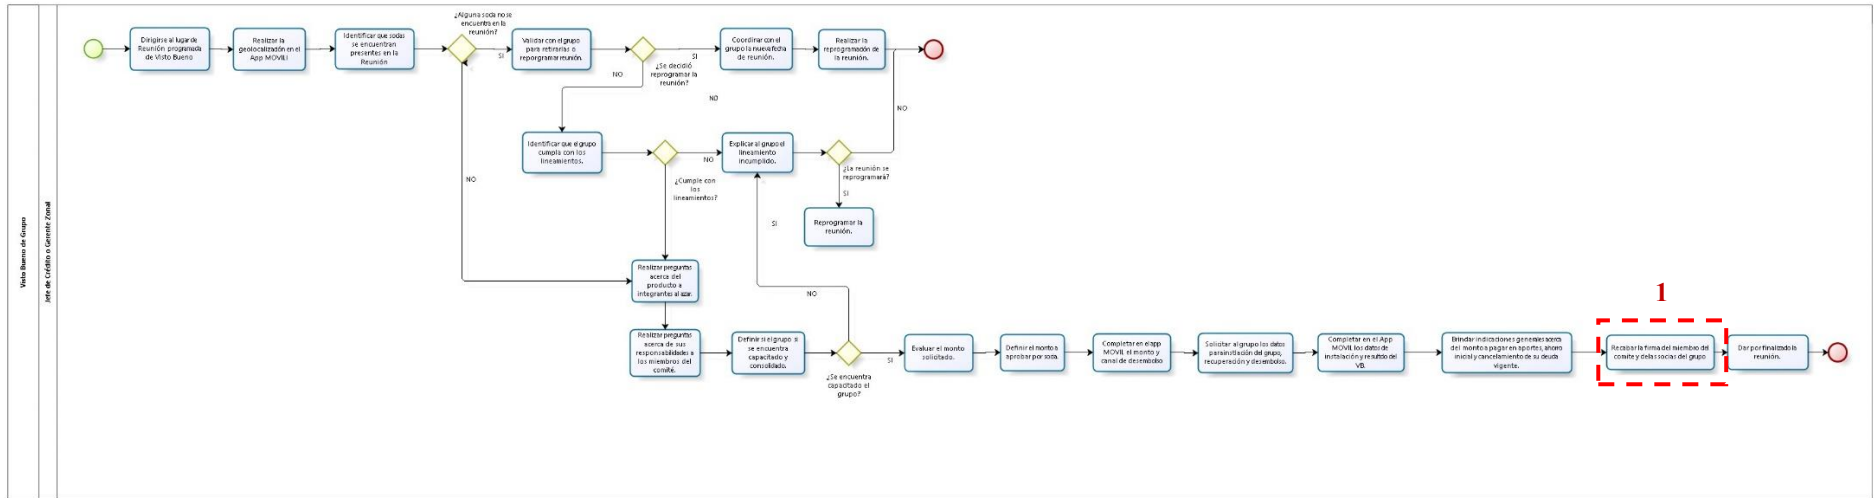 Visto Bueno de Grupo
Jefe de Crédito o Gerente Zonal
Dirigirse al lugar de
Reunión programada
de Visto Bueno
Realizar la
geolocalización en el
App MOVILI
Identificar que socias
se encuentran
presentes en la
Reunión
¿Alguna socia no se
encuentra en la
reunión?
SI
Validar con el grupo
para retirarlas o
reporgramar reunión.
¿Se decidió
reprogramar la
reunión?
SI
NO
Coordinar con el
grupo la nueva fecha
de reunión.
Realizar la
reprogramación de
la reunión.
NO
NO
Identificar que el grupo
cumpla con los
lineamientos.
¿Cumple con
los
lineamientos?
NO
Explicar al grupo el
lineamiento
incumplido.
¿La reunión se
reprogramará?
SI
NO
Reprogramar la
reunión.
SI
Realizar preguntas
acerca del
producto a
integrantes al azar.
NO
Realizar preguntas
acerca de sus
responsabilidades a
los miembros del
comité.
Definir si el grupo si
se encuentra
capacitado y
consolidado.
¿Se encuentra
capacitado el
grupo?
SI
Evaluar el monto
solicitado.
Definir el monto a
aprobar por socia.
Completar en el app
MOVIL el monto y
canal de desembolso
Solicitar al grupo los datos
para instalación del grupo,
recuperación y desembolso.
Completar en el App
MOVIL los datos de
instalación y resultado del
VB.
Brindar indicaciones generales acerca
del monto a pagar en aportes, ahorro
inicial y cancelamiento de su deuda
vigente.
1
Recabar la firma del miembro del
comite y de las socias del grupo
Dar por finalizado la
reunión.